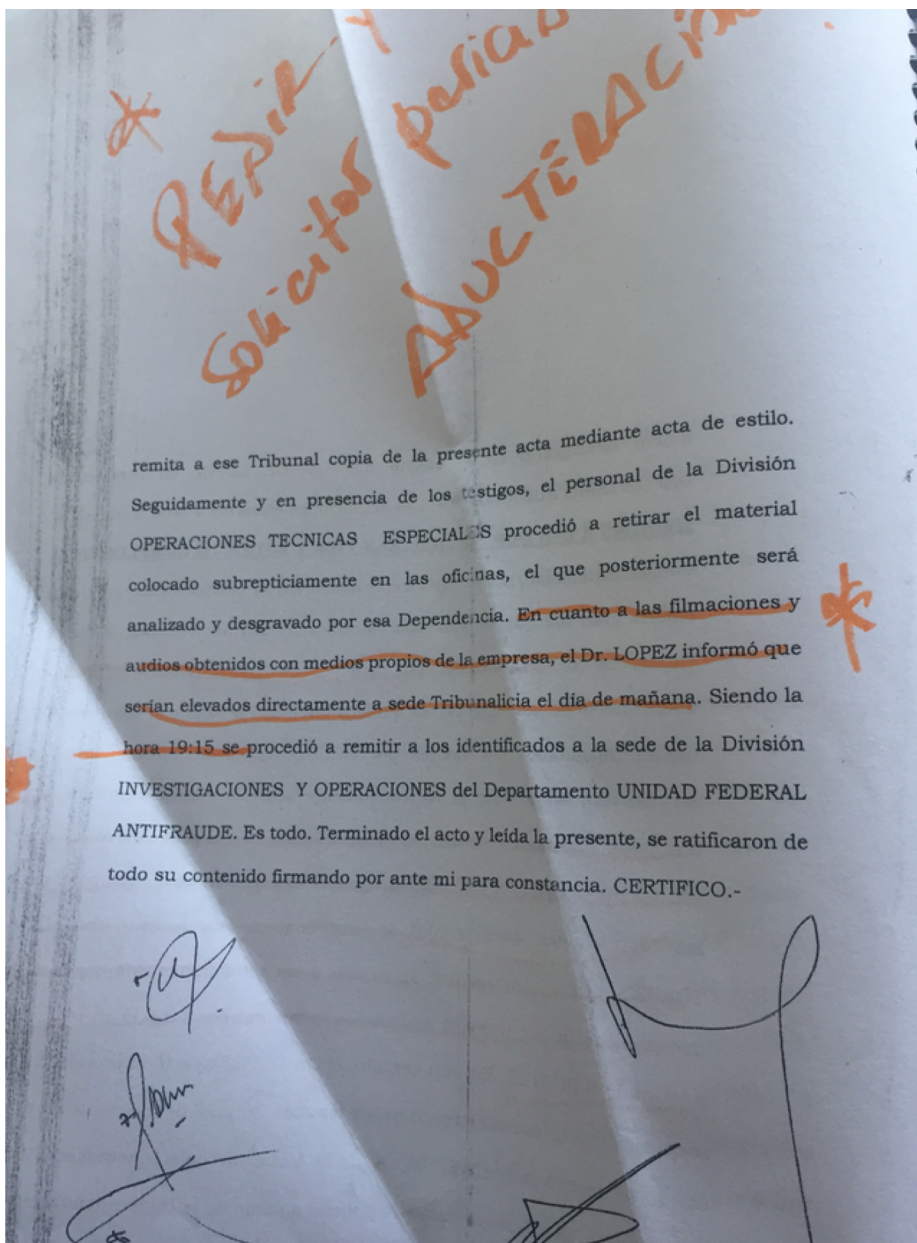 PEDIR Y
solicitar pericia
ADUCTERACIÓN
remita a ese Tribunal copia de la presente acta mediante acta de estilo.
Seguidamente y en presencia de los testigos, el personal de la División
OPERACIONES TECNICAS ESPECIALES procedió a retirar el material
colocado subrepticiamente en las oficinas, el que posteriormente será
analizado y desgravado por esa Dependencia. En cuanto a las filmaciones y
audios obtenidos con medios propios de la empresa, el Dr. LOPEZ informó que
serían elevados directamente a sede Tribunalicia el día de mañana. Siendo la
hora 19:15 se procedió a remitir a los identificados a la sede de la División
INVESTIGACIONES Y OPERACIONES del Departamento UNIDAD FEDERAL
ANTIFRAUDE. Es todo. Terminado el acto y leída la presente, se ratificaron de
todo su contenido firmando por ante mi para constancia. CERTIFICO.-